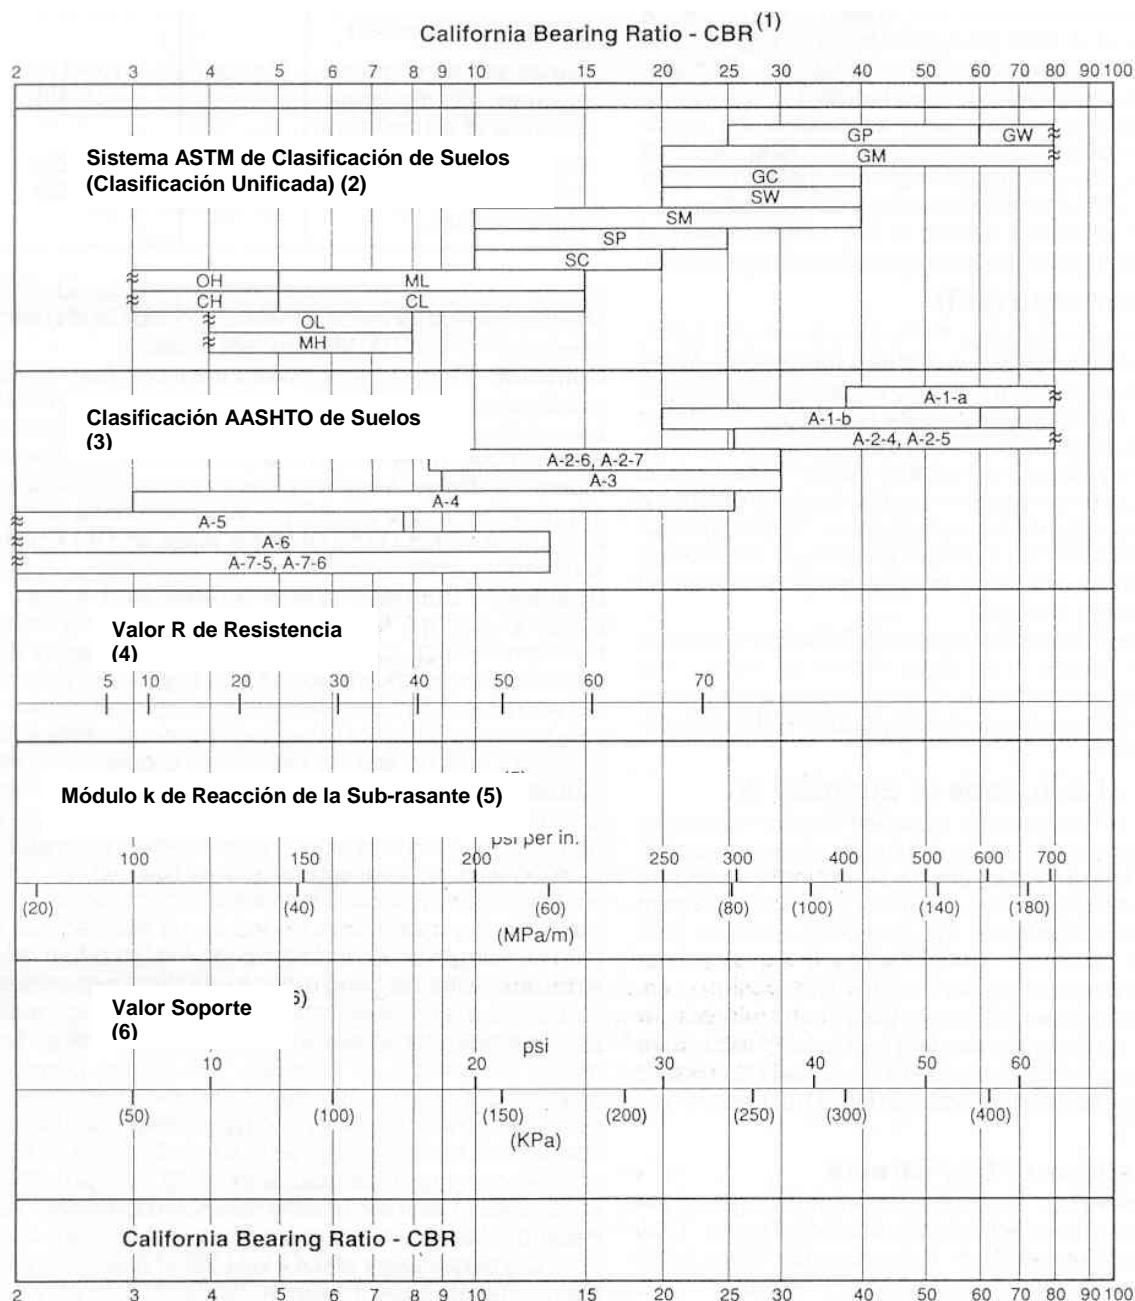 California Bearing Ratio - CBR (1)
2 3 4 5 6 7 8 9 10 15 20 25 30 40 50 60 70 80 90 100
Sistema ASTM de Clasificación de Suelos
(Clasificación Unificada) (2)
GP GW
GM
GC
SW
SM
SP
SC
OH ML
CH CL
OL
MH
Clasificación AASHTO de Suelos
(3)
A-1-a
A-1-b
A-2-4, A-2-5
A-2-6, A-2-7
A-3
A-4
A-5
A-6
A-7-5, A-7-6
Valor R de Resistencia
(4)
5 10 20 30 40 50 60 70
Módulo k de Reacción de la Sub-rasante (5)
psi per in.
100 150 200 250 300 400 500 600 700
(20) (40) (60) (80) (100) (140) (180)
(MPa/m)
Valor Soporte
(6)
psi
10 20 30 40 50 60
(50) (100) (150) (200) (250) (300) (400)
(KPa)
California Bearing Ratio - CBR
2 3 4 5 6 7 8 9 10 15 20 25 30 40 50 60 70 80 90 100